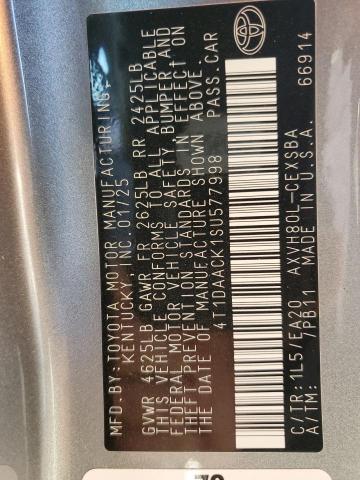 MFD.BY:TOYOTA MOTOR MANUFACTURING,
KENTUCKY, INC. 01/25
GVWR 4625LB GAWR FR 2625LB RR 2425LB
THIS VEHICLE CONFORMS TO ALL APPLICABLE
FEDERAL MOTOR VEHICLE SAFETY, BUMPER, AND
THEFT PREVENTION STANDARDS IN EFFECT ON
THE DATE OF MANUFACTURE SHOWN ABOVE.
4T1DAACK1SU577998 PASS.CAR
C/TR:1L5/EA20 AXVH80L-CEXSBA
A/TM: /PB11 MADE IN U.S.A. 66914